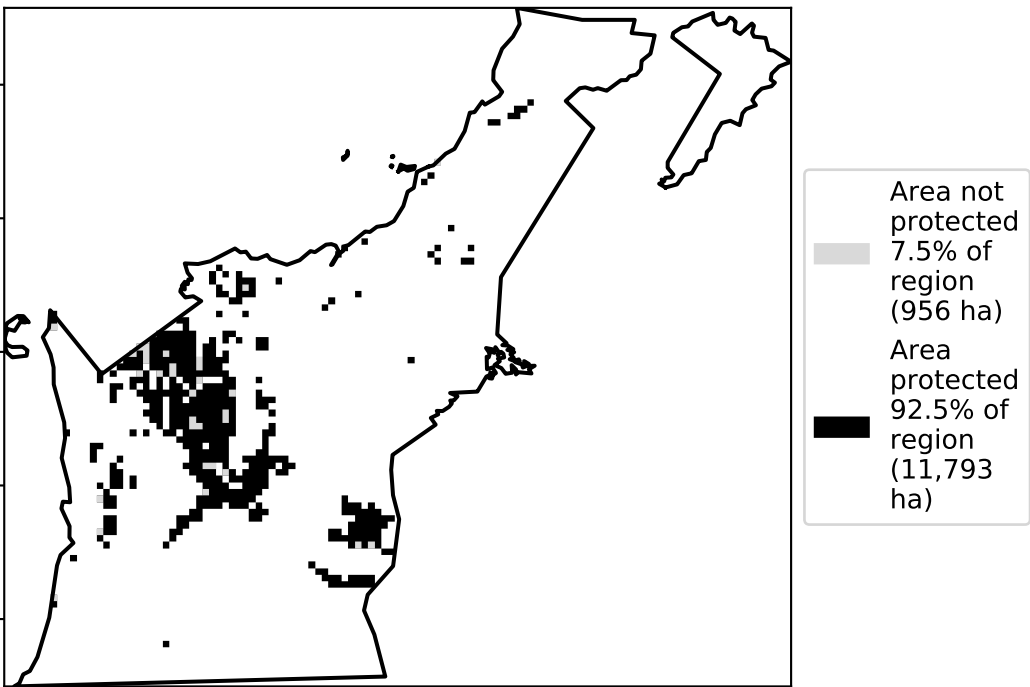 Area not
protected
7.5% of
region
(956 ha)
Area
protected
92.5% of
region
(11,793
ha)